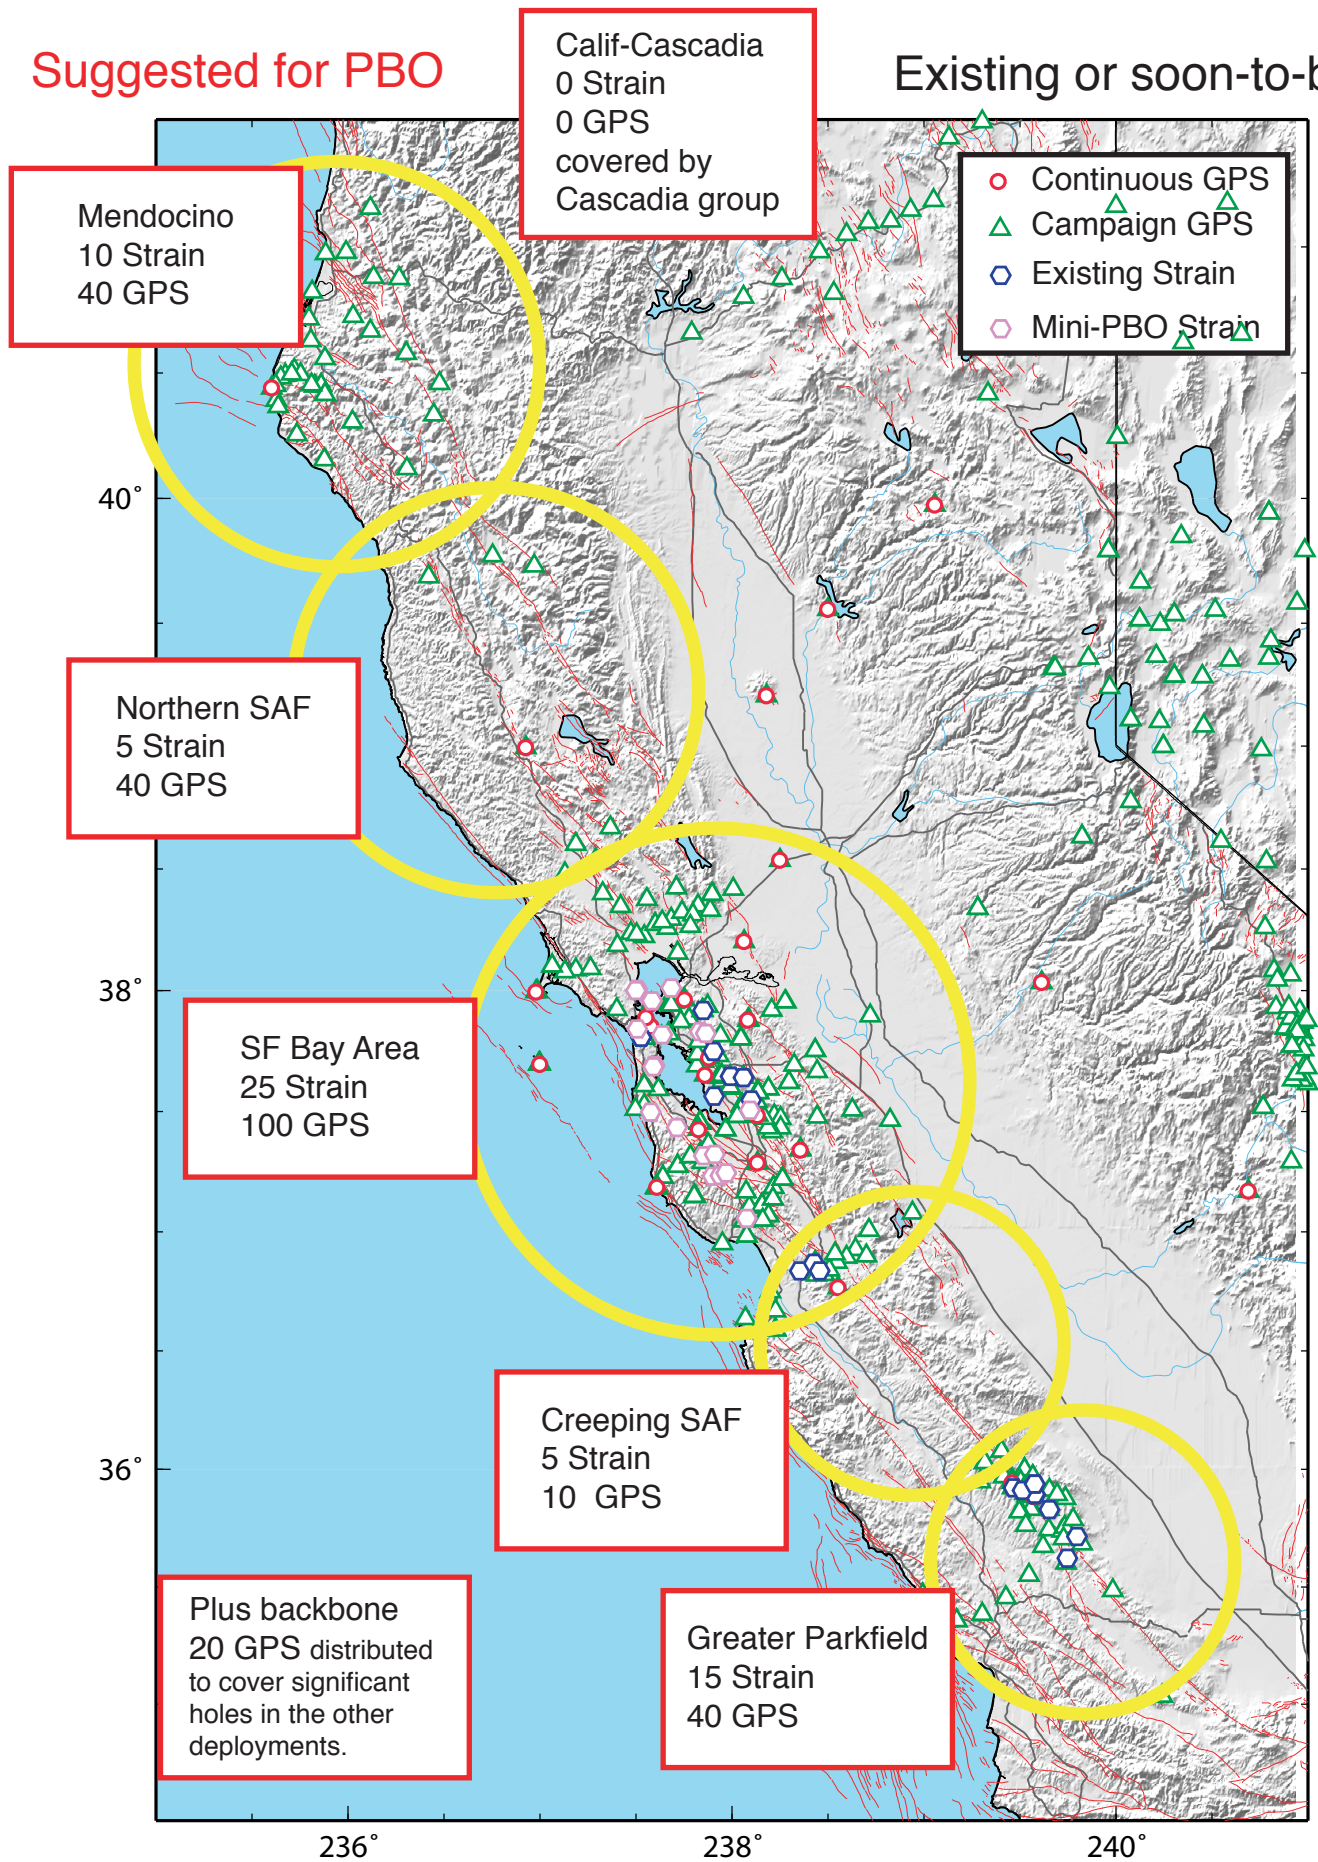 Suggested for PBO
Existing or soon-to-b
Calif-Cascadia
0 Strain
0 GPS
covered by
Cascadia group
Continuous GPS
Campaign GPS
Existing Strain
Mini-PBO Strain
Mendocino
10 Strain
40 GPS
40°
Northern SAF
5 Strain
40 GPS
38°
SF Bay Area
25 Strain
100 GPS
Creeping SAF
5 Strain
10 GPS
36°
Plus backbone
20 GPS distributed
to cover significant
holes in the other
deployments.
Greater Parkfield
15 Strain
40 GPS
236°
238°
240°